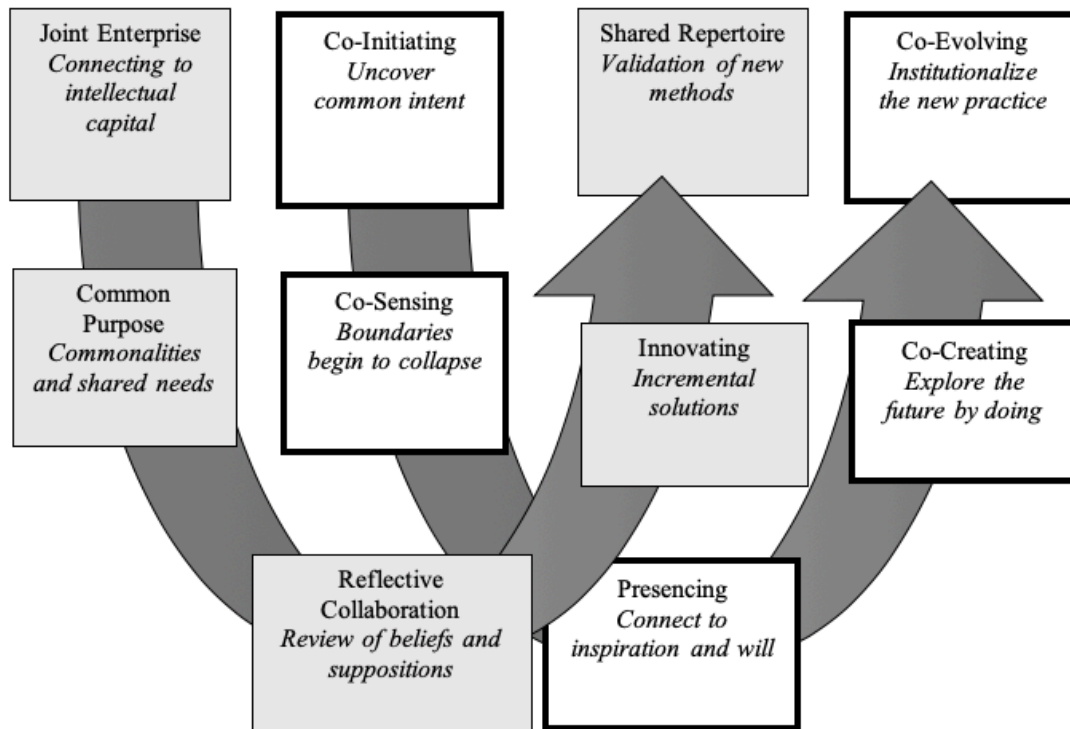 Joint Enterprise
Connecting to
intellectual
capital
Co-Initiating
Uncover
common intent
Shared Repertoire
Validation of new
methods
Co-Evolving
Institutionalize
the new practice
Common
Purpose
Commonalities
and shared needs
Co-Sensing
Boundaries
begin to collapse
Innovating
Incremental
solutions
Co-Creating
Explore the
future by doing
Reflective
Collaboration
Review of beliefs and
suppositions
Presencing
Connect to
inspiration and will